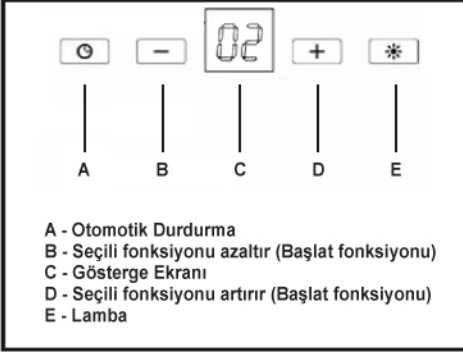 02
A B C D E
A - Otomotik Durdurma
B - Seçili fonksiyonu azaltır (Başlat fonksiyonu)
C - Gösterge Ekranı
D - Seçili fonksiyonu artırır (Başlat fonksiyonu)
E - Lamba